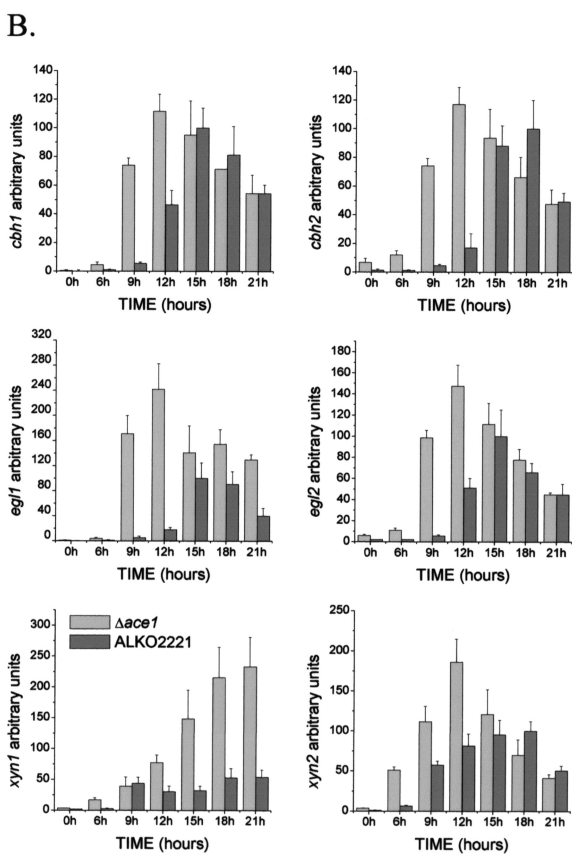 B.
cbh1 arbitrary units
140
120
100
80
60
40
20
0
0h 6h 9h 12h 15h 18h 21h
TIME (hours)
cbh2 arbitrary untis
140
120
100
80
60
40
20
0
0h 6h 9h 12h 15h 18h 21h
TIME (hours)
egl1 arbitrary units
320
280
240
200
160
120
80
40
0
0h 6h 9h 12h 15h 18h 21h
TIME (hours)
egl2 arbitrary units
180
160
140
120
100
80
60
40
20
0
0h 6h 9h 12h 15h 18h 21h
TIME (hours)
xyn1 arbitrary units
300
250
200
150
100
50
0
Δace1
ALKO2221
0h 6h 9h 12h 15h 18h 21h
TIME (hours)
xyn2 arbitrary units
250
200
150
100
50
0
0h 6h 9h 12h 15h 18h 21h
TIME (hours)